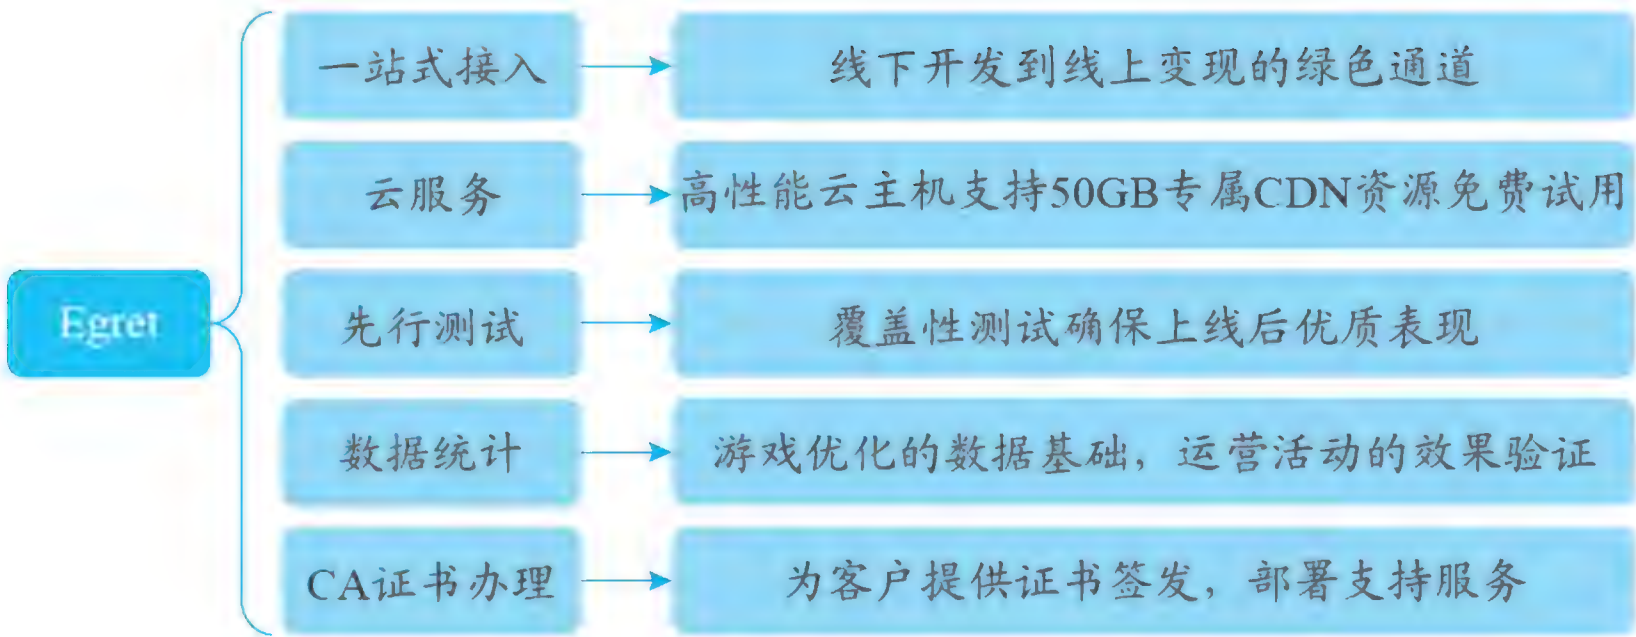 一站式接入
线下开发到线上变现的绿色通道
云服务
高性能云主机支持50GB专属CDN资源免费试用
Egret
先行测试
覆盖性测试确保上线后优质表现
数据统计
游戏优化的数据基础，运营活动的效果验证
CA证书办理
为客户提供证书签发，部署支持服务